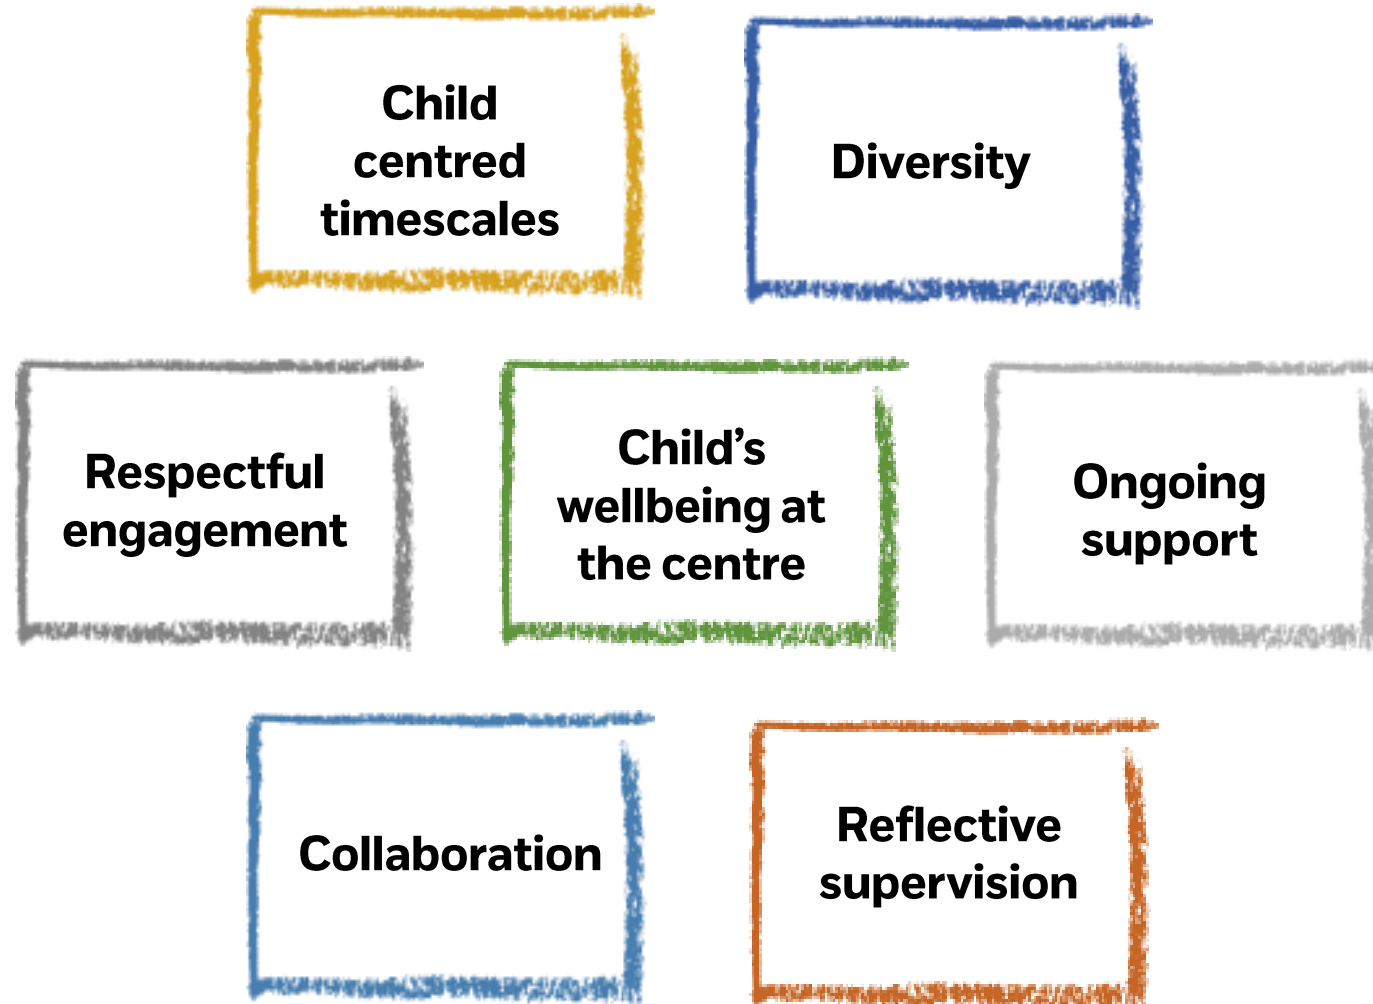 Child
centred
timescales
Diversity
Respectful
engagement
Child’s
wellbeing at
the centre
Ongoing
support
Collaboration
Reflective
supervision